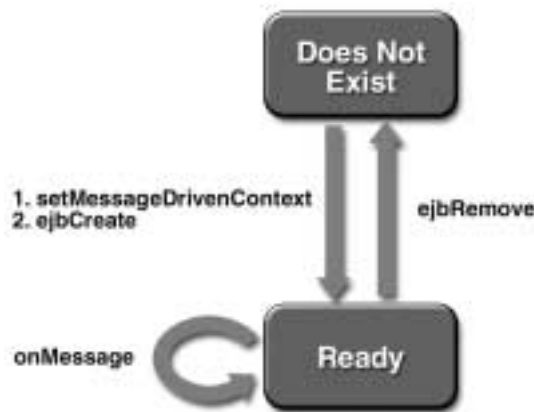 Does Not
Exist
1. setMessageDrivenContext
2. ejbCreate
ejbRemove
onMessage
Ready